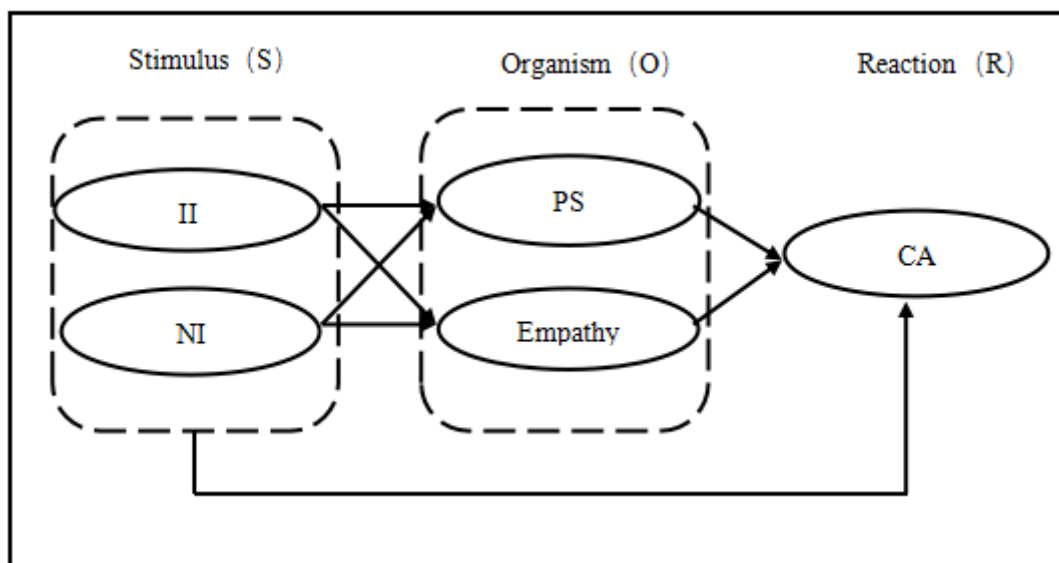 Stimulus（S）
Organism（O）
Reaction（R）
II
PS
CA
NI
Empathy